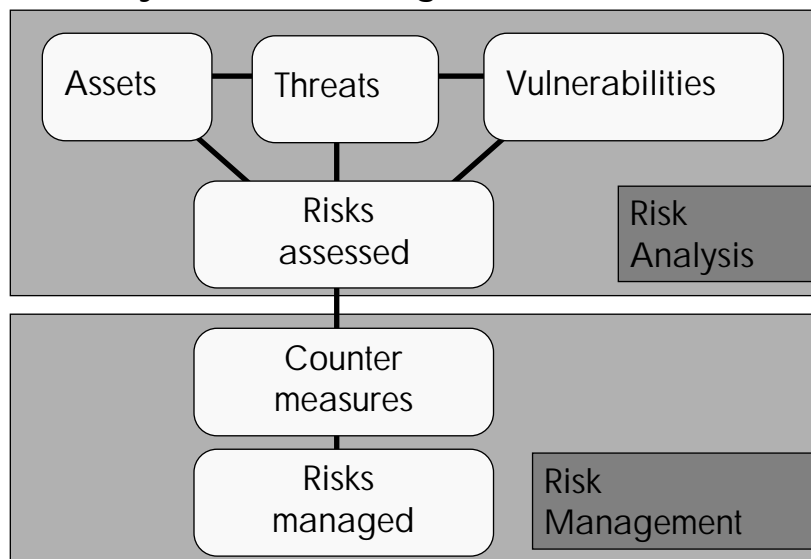 Assets
Threats
Vulnerabilities
Risks
assessed
Risk
Analysis
Counter
measures
Risks
managed
Risk
Management